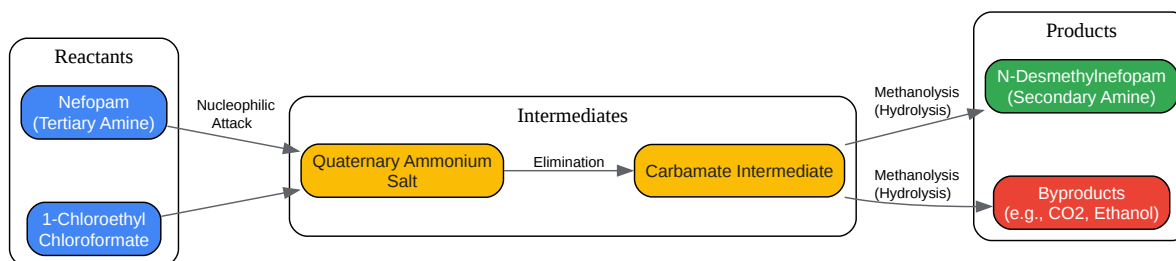 Reactants
Nefopam
(Tertiary Amine)
1-Chloroethyl
Chloroformate
Nucleophilic
Attack
Intermediates
Quaternary Ammonium
Salt
Elimination
Carbamate Intermediate
Methanolysis
(Hydrolysis)
Methanolysis
(Hydrolysis)
Products
N-Desmethylnefopam
(Secondary Amine)
Byproducts
(e.g., CO2, Ethanol)